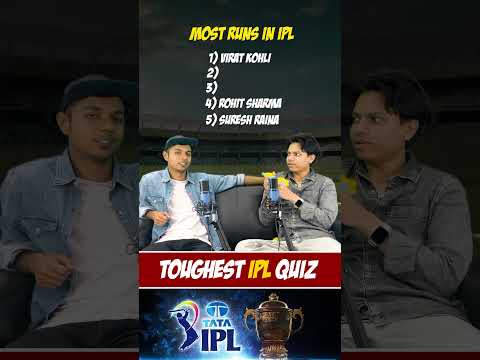 MOST RUNS IN IPL
1) VIRAT KOHLI
2)
3)
4) ROHIT SHARMA
5) SURESH RAINA
TOUGHEST IPL QUIZ
TATA
IPL